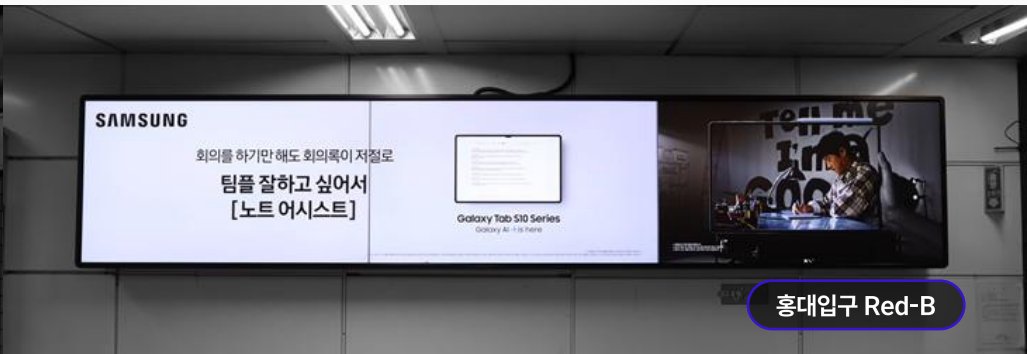 SAMSUNG
회의를 하기만 해도 회의록이 저절로
팀플 잘하고 싶어서
[노트 어시스트]
Galaxy Tab S10 Series
Galaxy AI is here
Tell me
I'm a
홍대입구 Red-B